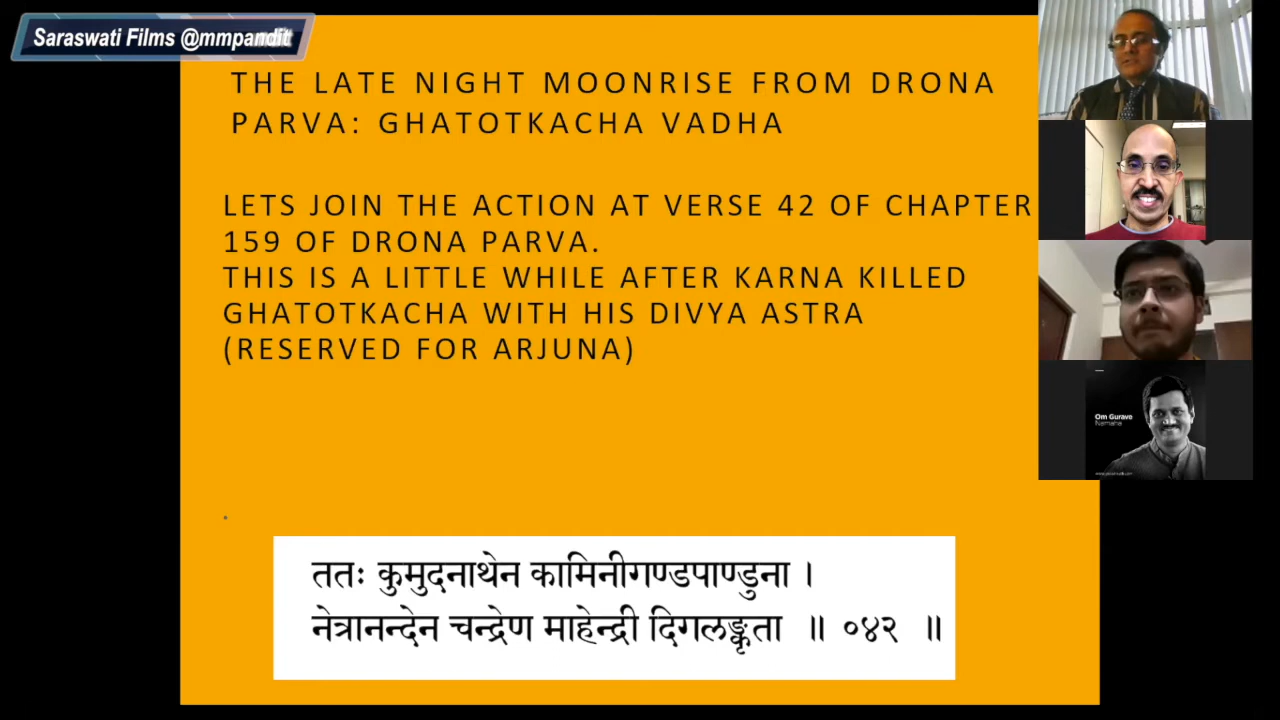 Saraswati Films @mmpandit
THE LATE NIGHT MOONRISE FROM DRONA
PARVA: GHATOTKACHA VADHA
LETS JOIN THE ACTION AT VERSE 42 OF CHAPTER
159 OF DRONA PARVA.
THIS IS A LITTLE WHILE AFTER KARNA KILLED
GHATOTKACHA WITH HIS DIVYA ASTRA
(RESERVED FOR ARJUNA)
.
ततः कुमुदनाथेन कामिनीगण्डपाण्डुना ।
नेत्रानन्देन चन्द्रेण माहेन्द्री दिगलङ्कृता ॥ ०४२ ॥
Om Gurave
Namaha